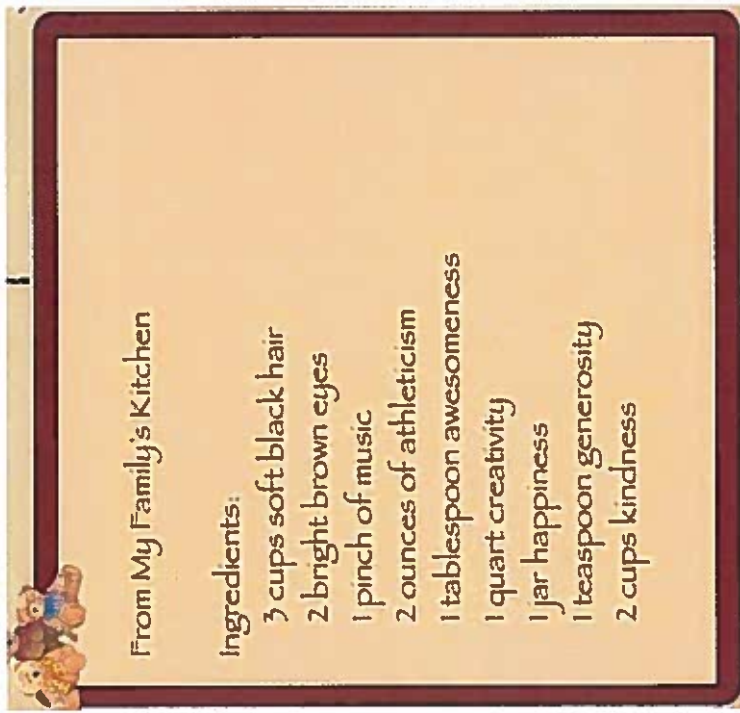 From My Family's Kitchen
Ingredients:
3 cups soft black hair
2 bright brown eyes
1 pinch of music
2 ounces of athleticism
1 tablespoon awesomeness
1 quart creativity
1 jar happiness
1 teaspoon generosity
2 cups kindness